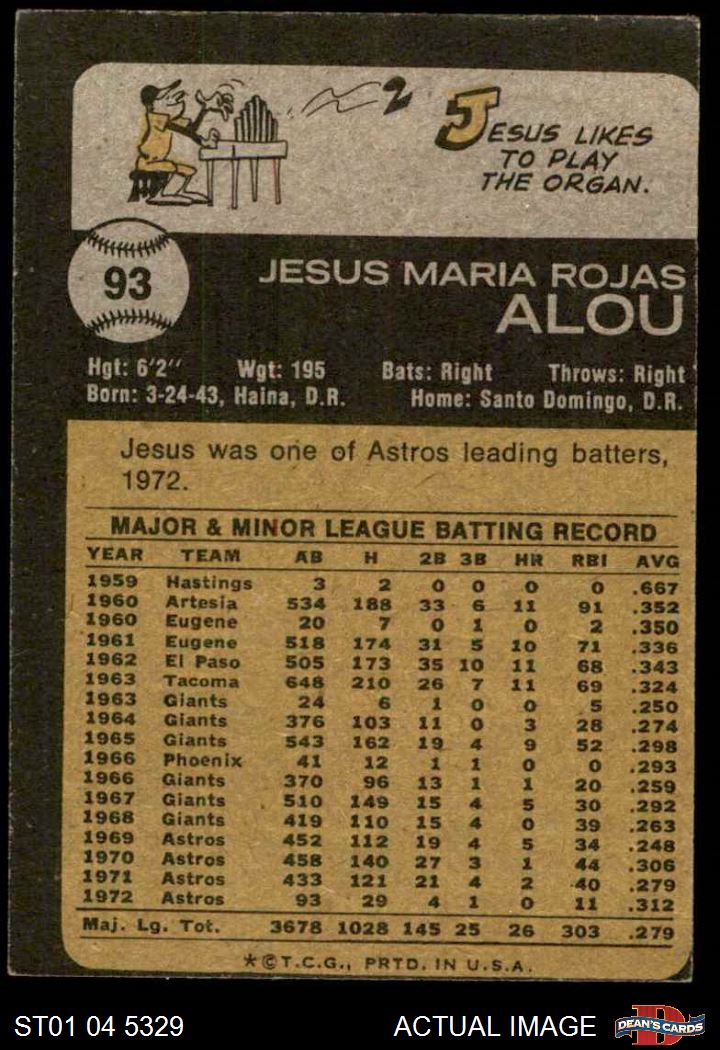 2
JESUS LIKES
TO PLAY
THE ORGAN.
93
JESUS MARIA ROJAS
ALOU
Hgt: 6'2" Wgt: 195 Bats: Right Throws: Right
Born: 3-24-43, Haina, D.R. Home: Santo Domingo, D.R.
Jesus was one of Astros leading batters,
1972.
MAJOR & MINOR LEAGUE BATTING RECORD
YEAR TEAM AB H 2B 3B HR RBI AVG
1959 Hastings 3 2 0 0 0 0 .667
1960 Artesia 534 188 33 6 11 91 .352
1960 Eugene 20 7 0 1 0 2 .350
1961 Eugene 518 174 31 5 10 71 .336
1962 El Paso 505 173 35 10 11 68 .343
1963 Tacoma 648 210 26 7 11 69 .324
1963 Giants 24 6 1 0 0 5 .250
1964 Giants 376 103 11 0 3 28 .274
1965 Giants 543 162 19 4 9 52 .298
1966 Phoenix 41 12 1 1 0 0 .293
1966 Giants 370 96 13 1 1 20 .259
1967 Giants 510 149 15 4 5 30 .292
1968 Giants 419 110 15 4 0 39 .263
1969 Astros 452 112 19 4 5 34 .248
1970 Astros 458 140 27 3 1 44 .306
1971 Astros 433 121 21 4 2 40 .279
1972 Astros 93 29 4 1 0 11 .312
Maj. Lg. Tot. 3678 1028 145 25 26 303 .279
*©T.C.G., PRTD. IN U.S.A.
ST01 04 5329 ACTUAL IMAGE
D
DEAN'S CARDS